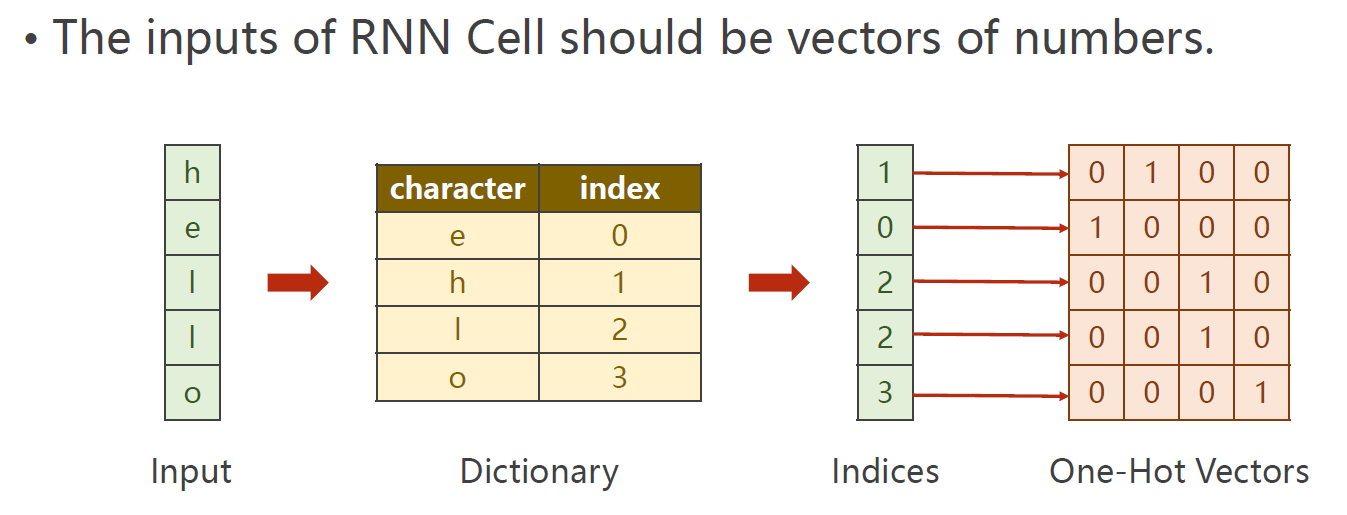 • The inputs of RNN Cell should be vectors of numbers.
h
e
l
l
o
Input
character index
e 0
h 1
l 2
o 3
Dictionary
1
0
2
2
3
Indices
0 1 0 0
1 0 0 0
0 0 1 0
0 0 1 0
0 0 0 1
One-Hot Vectors